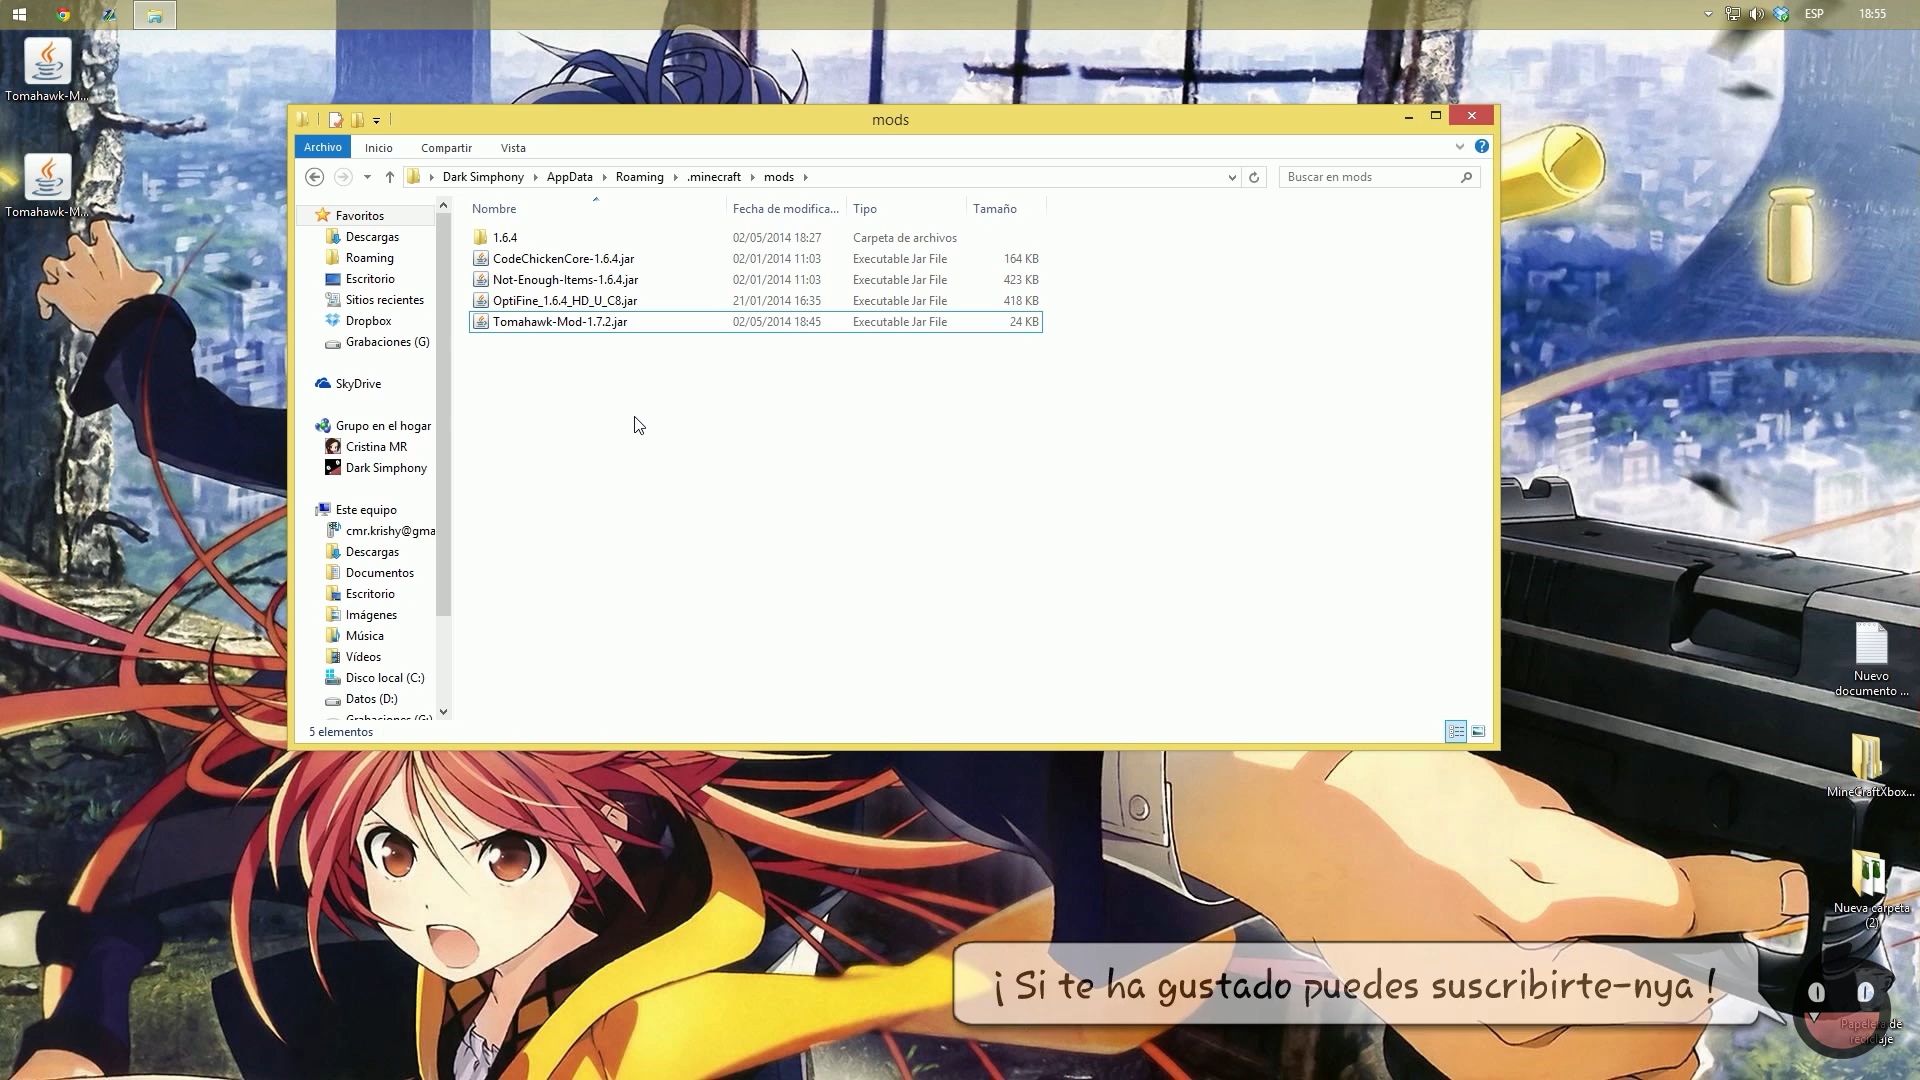 ESP
18:55
Tomahawk-M...
Tomahawk-M...
mods
Archivo
Inicio
Compartir
Vista
Dark Simphony
AppData
Roaming
.minecraft
mods
Buscar en mods
Nombre
Fecha de modifica...
Tipo
Tamaño
1.6.4
02/05/2014 18:27
Carpeta de archivos
CodeChickenCore-1.6.4.jar
02/01/2014 11:03
Executable Jar File
164 KB
Not-Enough-Items-1.6.4.jar
02/01/2014 11:03
Executable Jar File
423 KB
OptiFine_1.6.4_HD_U_C8.jar
21/01/2014 16:35
Executable Jar File
418 KB
Tomahawk-Mod-1.7.2.jar
02/05/2014 18:45
Executable Jar File
24 KB
Favoritos
Descargas
Roaming
Escritorio
Sitios recientes
Dropbox
Grabaciones (G)
SkyDrive
Grupo en el hogar
Cristina MR
Dark Simphony
Este equipo
cmr.krishy@gma
Descargas
Documentos
Escritorio
Imágenes
Música
Vídeos
Disco local (C:)
Datos (D:)
Grabaciones (G:)
5 elementos
Nuevo
documento ...
MineCraftXbox...
Nueva carpeta
(2)
¡ Si te ha gustado puedes suscribirte-nya !
Papelera de
reciclaje